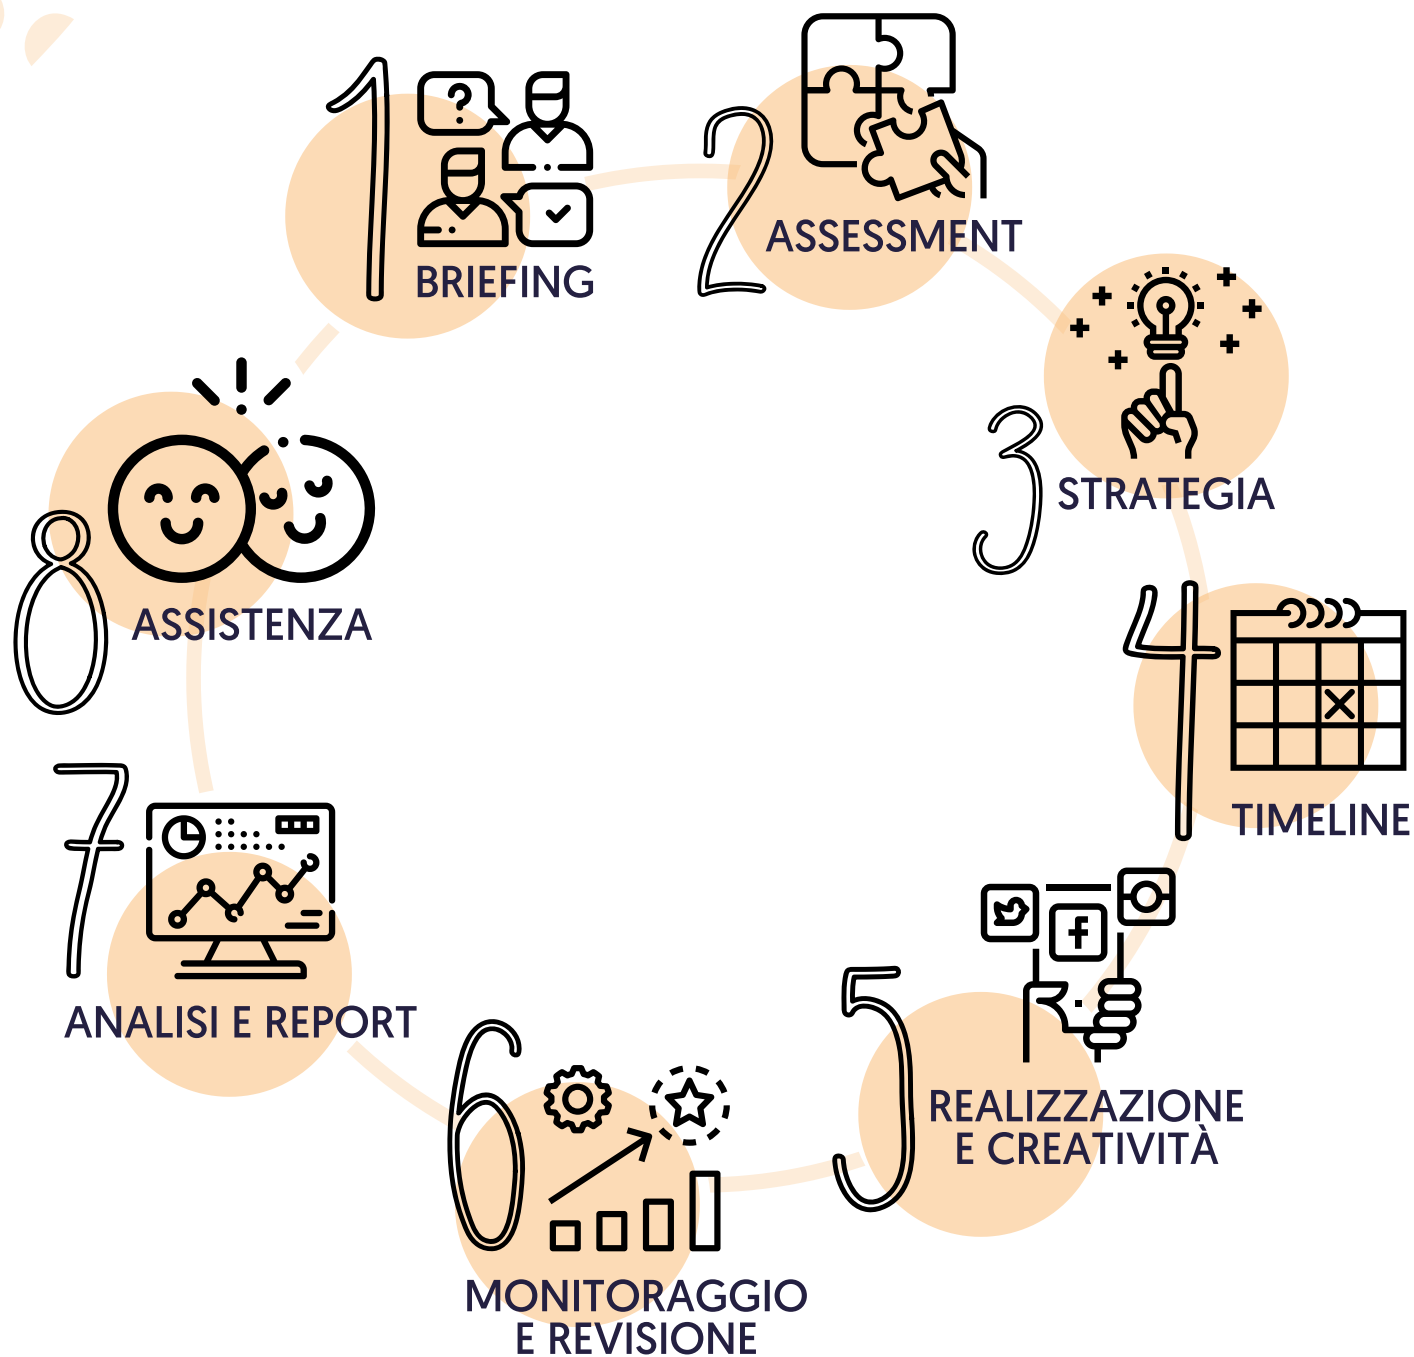 1
BRIEFING
2
ASSESSMENT
3
STRATEGIA
4
TIMELINE
5
REALIZZAZIONE
E CREATIVITÀ
6
MONITORAGGIO
E REVISIONE
7
ANALISI E REPORT
8
ASSISTENZA